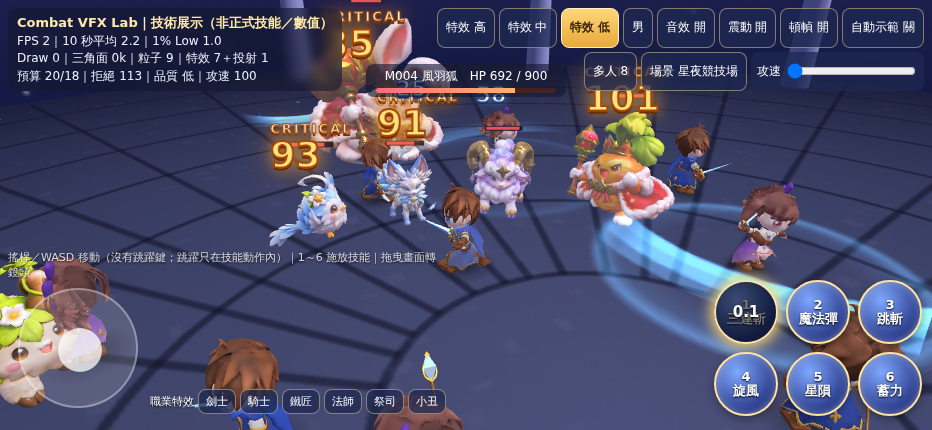 Combat VFX Lab｜技術展示（非正式技能／數值）
FPS 2｜10 秒平均 2.2｜1% Low 1.0
Draw 0｜三角面 0k｜粒子 9｜特效 7＋投射 1
預算 20/18｜拒絕 113｜品質 低｜攻速 100
特效 高
特效 中
特效 低
男
音效 開
震動 開
頓幀 開
自動示範 關
多人 8
場景 星夜競技場
攻速
M004 風羽狐 HP 692 / 900
CRITICAL
CRITICAL
91
CRITICAL
93
101
搖桿／WASD 移動（沒有跳躍鍵；跳躍只在技能動作內）｜1~6 施放技能｜拖曳畫面轉
鏡頭
0.1
三連斬
2
魔法彈
3
跳斬
4
旋風
5
星隕
6
蓄力
職業特效
劍士
騎士
鐵匠
法師
祭司
小丑